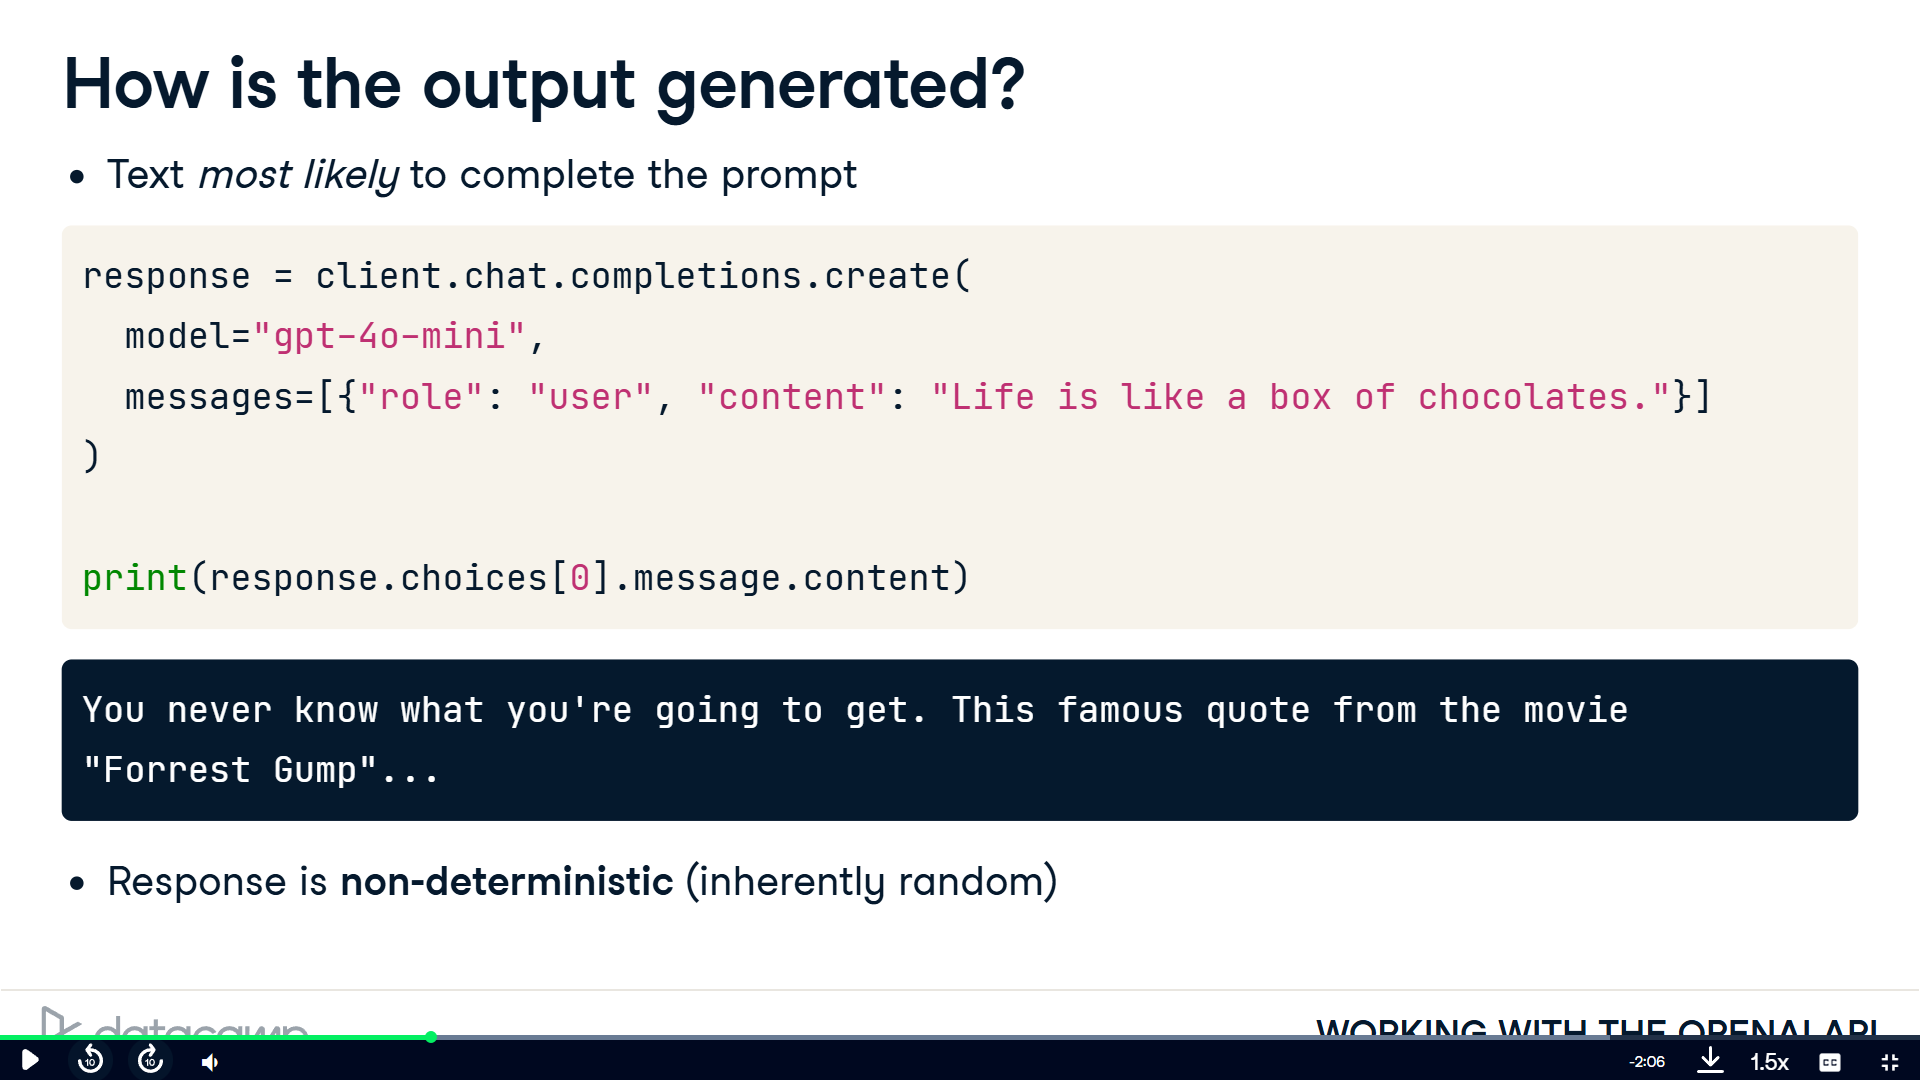 How is the output generated?
• Text most likely to complete the prompt
response = client.chat.completions.create(
  model="gpt-4o-mini",
  messages=[{"role": "user", "content": "Life is like a box of chocolates."}]
)
print(response.choices[0].message.content)
You never know what you're going to get. This famous quote from the movie
"Forrest Gump"...
• Response is non-deterministic (inherently random)
datacamp
WORKING WITH THE OPENAI API
10
10
-2:06
1.5x
CC